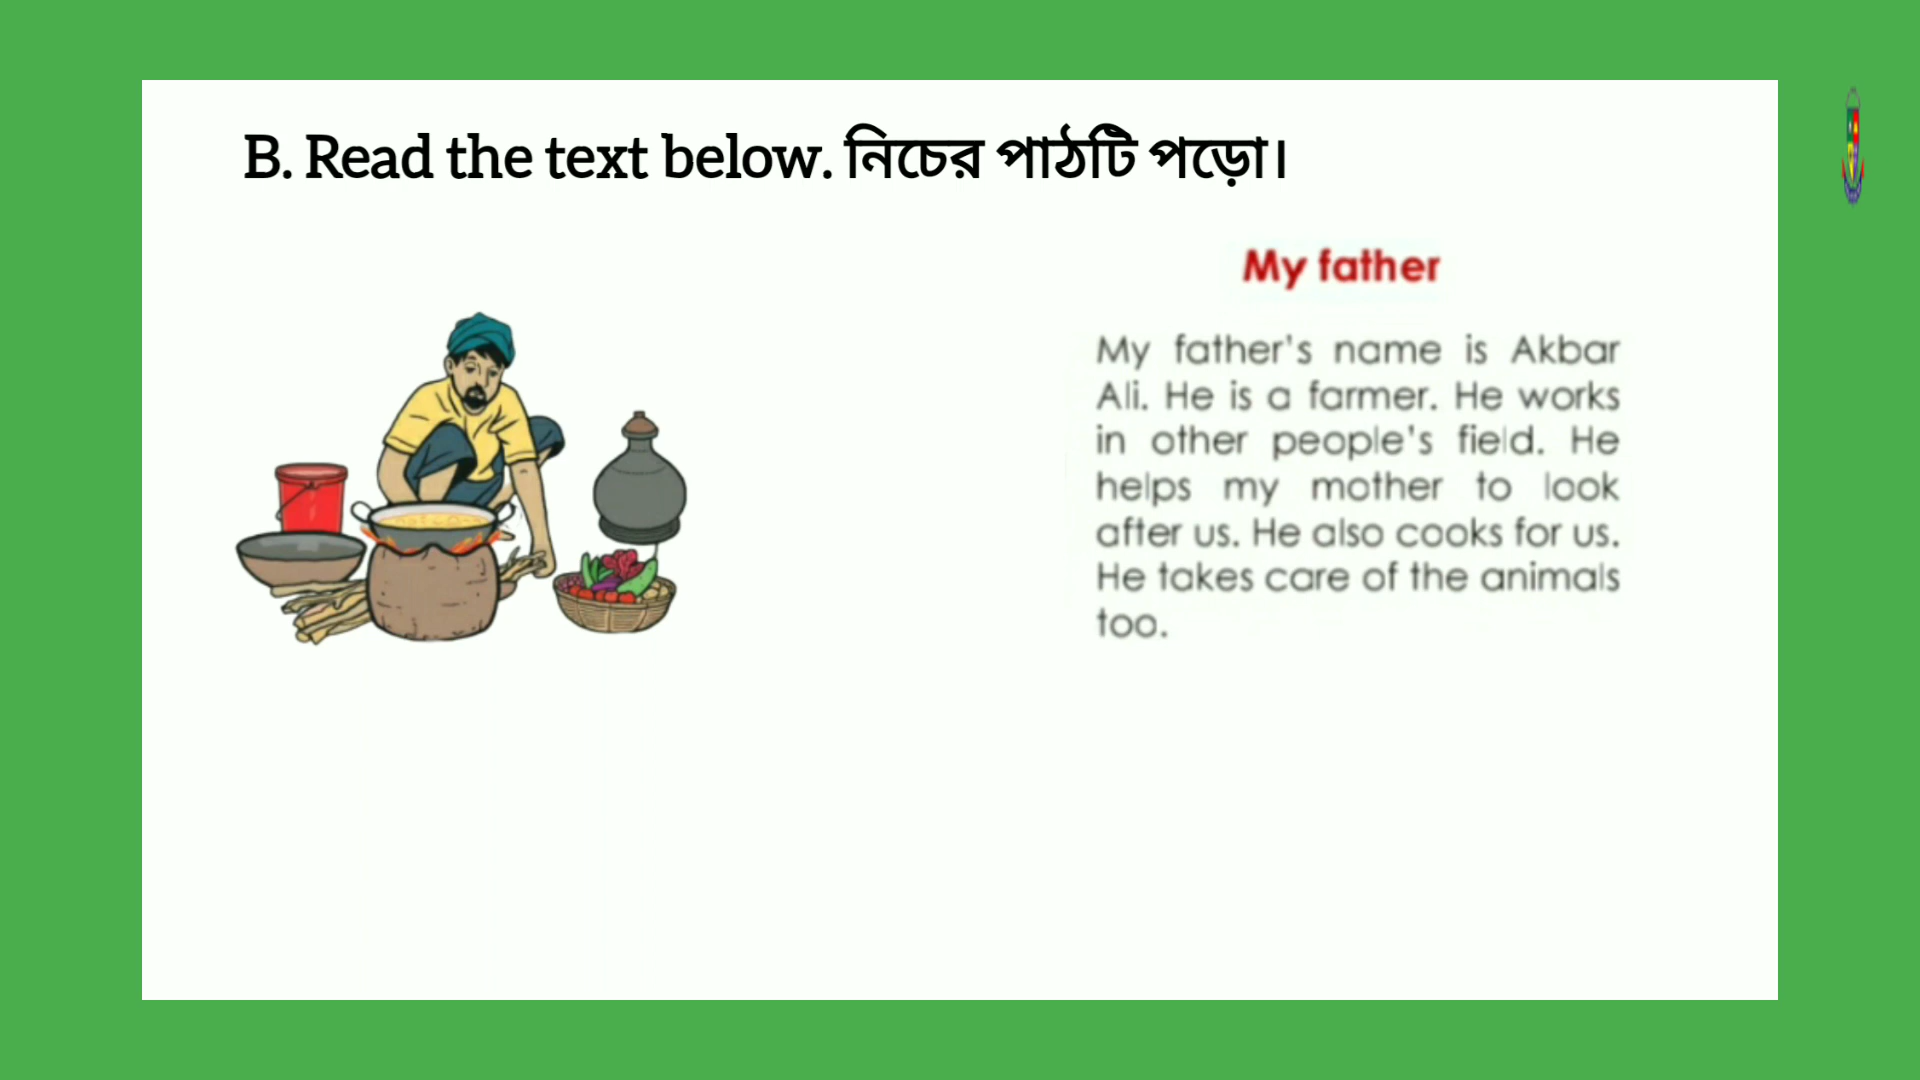 B. Read the text below. নিচের পাঠটি পড়ো।
My father
My father's name is Akbar
Ali. He is a farmer. He works
in other people's field. He
helps my mother to look
after us. He also cooks for us.
He takes care of the animals
too.